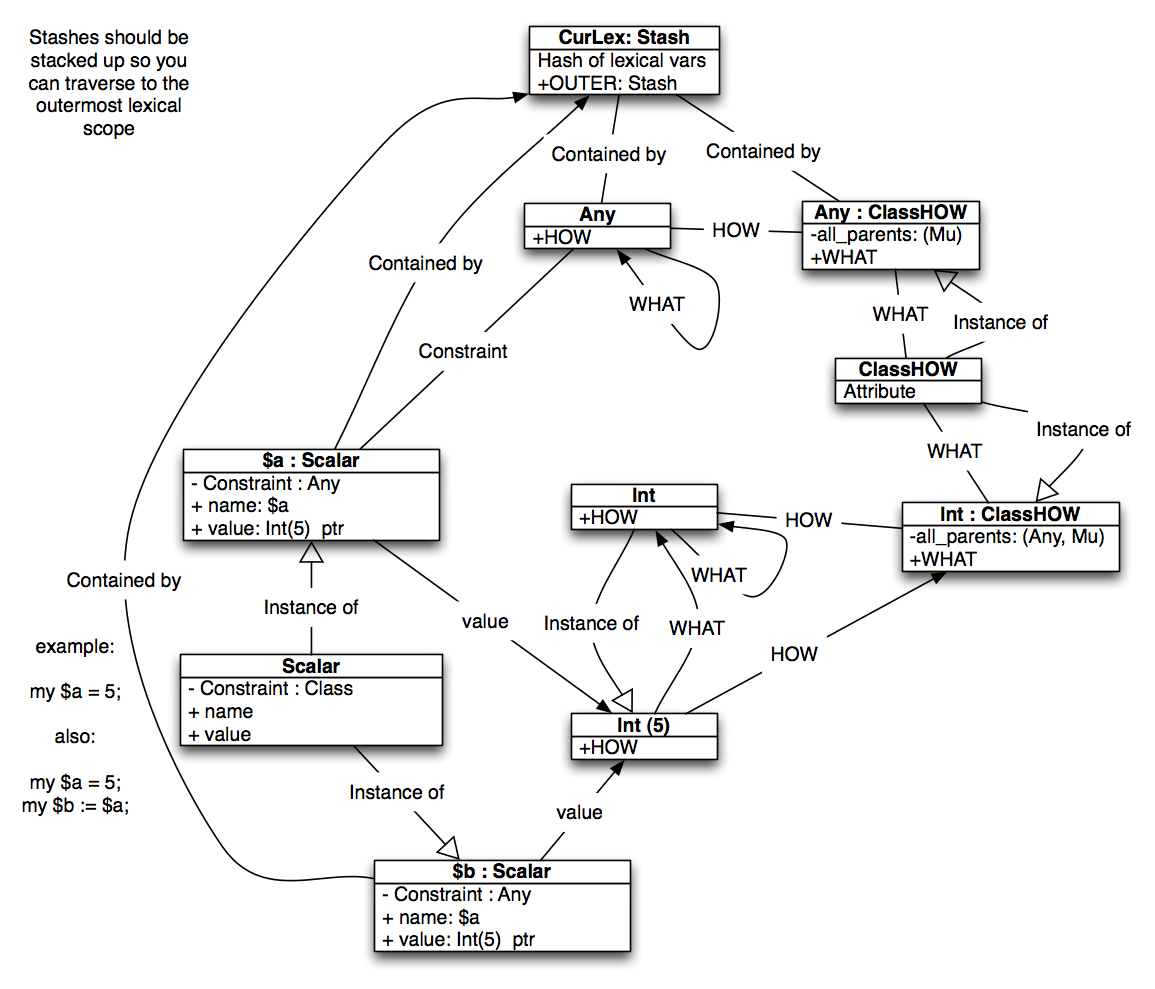 Stashes should be
stacked up so you
can traverse to the
outermost lexical
scope
CurLex: Stash
Hash of lexical vars
+OUTER: Stash
Contained by
Contained by
Any
+HOW
HOW
Any : ClassHOW
-all_parents: (Mu)
+WHAT
Contained by
WHAT
WHAT
Instance of
Constraint
ClassHOW
Attribute
WHAT
Instance of
$a : Scalar
- Constraint : Any
+ name: $a
+ value: Int(5)  ptr
Int
+HOW
HOW
Int : ClassHOW
-all_parents: (Any, Mu)
+WHAT
WHAT
Contained by
Instance of
value
Instance of
WHAT
HOW
example:
my $a = 5;
also:
my $a = 5;
my $b := $a;
Scalar
- Constraint : Class
+ name
+ value
Int (5)
+HOW
Instance of
value
$b : Scalar
- Constraint : Any
+ name: $a
+ value: Int(5)  ptr